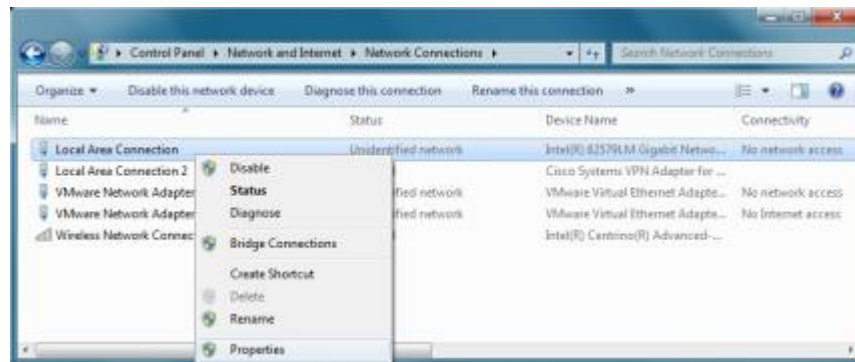 Control Panel ▸ Network and Internet ▸ Network Connections ▸ Search Network Connections
Organize Disable this network device Diagnose this connection Rename this connection »
Name Status Device Name Connectivity
Local Area Connection Unidentified network Intel(R) 82579LM Gigabit Netwo... No network access
Local Area Connection 2 Cisco Systems VPN Adapter for ...
VMware Network Adapter fied network VMware Virtual Ethernet Adapte... No network access
VMware Network Adapter fied network VMware Virtual Ethernet Adapte... No Internet access
Wireless Network Connec Intel(R) Centrino(R) Advanced-...
Disable
Status
Diagnose
Bridge Connections
Create Shortcut
Delete
Rename
Properties